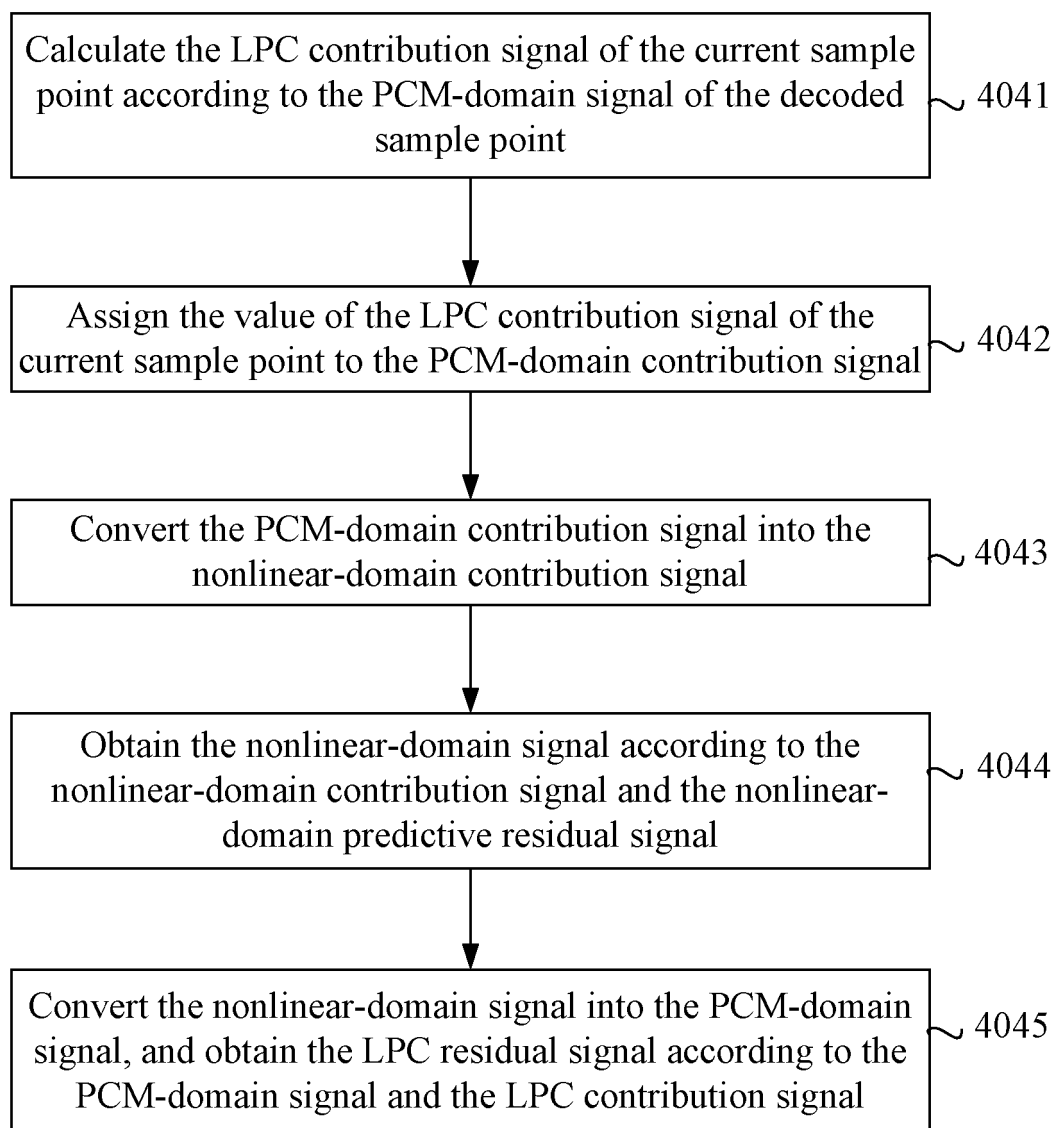 Calculate the LPC contribution signal of the current sample
point according to the PCM-domain signal of the decoded
sample point
4041
Assign the value of the LPC contribution signal of the
current sample point to the PCM-domain contribution signal
4042
Convert the PCM-domain contribution signal into the
nonlinear-domain contribution signal
4043
Obtain the nonlinear-domain signal according to the
nonlinear-domain contribution signal and the nonlinear-
domain predictive residual signal
4044
Convert the nonlinear-domain signal into the PCM-domain
signal, and obtain the LPC residual signal according to the
PCM-domain signal and the LPC contribution signal
4045